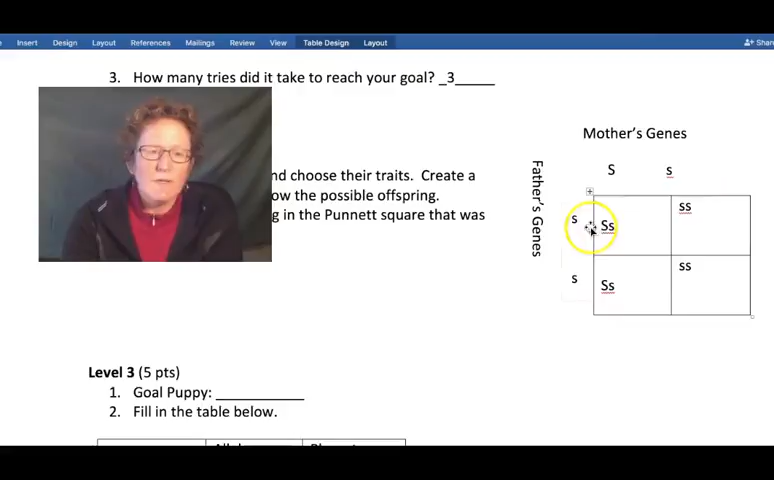 Insert Design Layout References Mailings Review View Table Design Layout Shar
3. How many tries did it take to reach your goal? _3_____
Mother's Genes
S s
Father's Genes
nd choose their traits. Create a
ow the possible offspring.
g in the Punnett square that was
s Ss ss
s Ss ss
Level 3 (5 pts)
1. Goal Puppy: ____________
2. Fill in the table below.